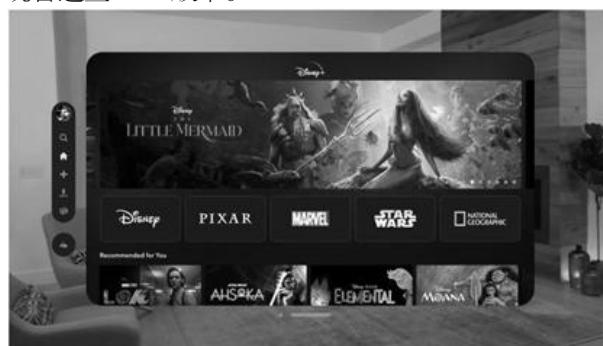 Disney+
Disney
THE
LITTLE MERMAID
Disney
PIXAR
MARVEL
STAR
WARS
NATIONAL
GEOGRAPHIC
Recommended for You
LOKI
AHSOKA
ELEMENTAL
MOANA